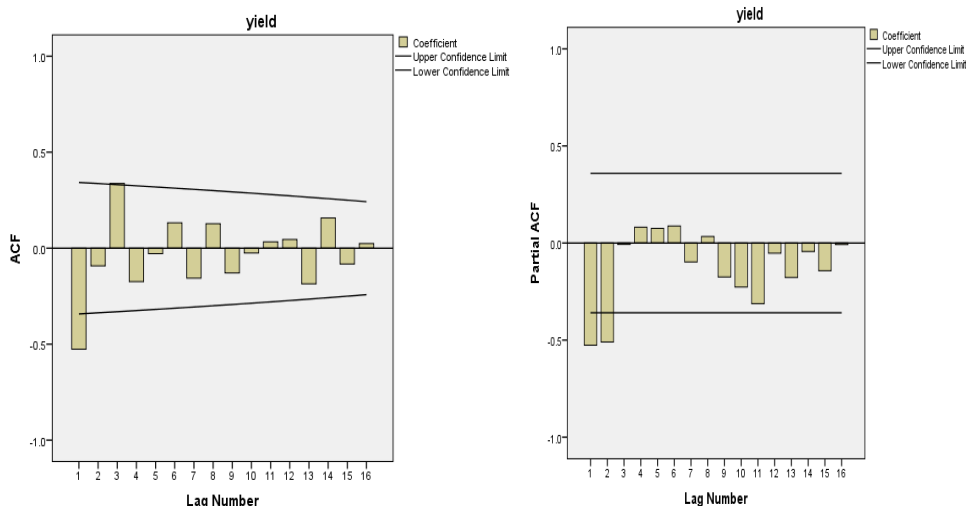 yield
Coefficient
Upper Confidence Limit
Lower Confidence Limit
1.0
0.5
0.0
-0.5
-1.0
ACF
1 2 3 4 5 6 7 8 9 10 11 12 13 14 15 16
Lag Number
yield
Coefficient
Upper Confidence Limit
Lower Confidence Limit
1.0
0.5
0.0
-0.5
-1.0
Partial ACF
1 2 3 4 5 6 7 8 9 10 11 12 13 14 15 16
Lag Number